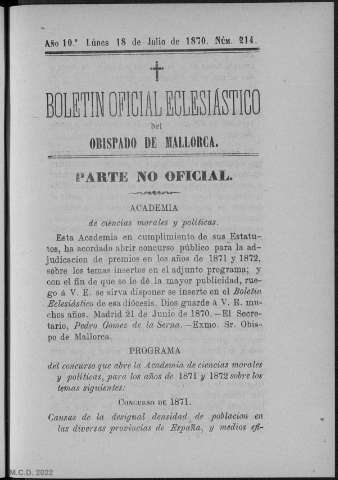 Año 10.º Lúnes 18 de Julio de 1870. Núm. 214.
BOLETIN OFICIAL ECLESIÁSTICO
del
OBISPADO DE MALLORCA.
PARTE NO OFICIAL.
ACADEMIA
de ciencias morales y políticas.
Esta Academia en cumplimiento de sus Estatu-
tos, ha acordado abrir concurso público para la ad-
judicacion de premios en los años de 1871 y 1872,
sobre los temas insertos en el adjunto programa; y
con el fin de que se le dé la mayor publicidad, rue-
go á V. E. se sirva disponer se inserte en el Boletin
Eclesiástico de esa diócesis. Dios guarde á V. E. mu-
chos años. Madrid 21 de Junio de 1870.—El Secre-
tario, Pedro Gomez de la Serna.—Exmo. Sr. Obis-
po de Mallorca.
PROGRAMA
del concurso que abre la Academia de ciencias morales
y políticas, para los años de 1871 y 1872 sobre los
temas siguientes:
Concurso de 1871.
Causas de la desigual densidad de poblacion en
las diversas provincias de España, y medios efi-
M.C.D. 2022